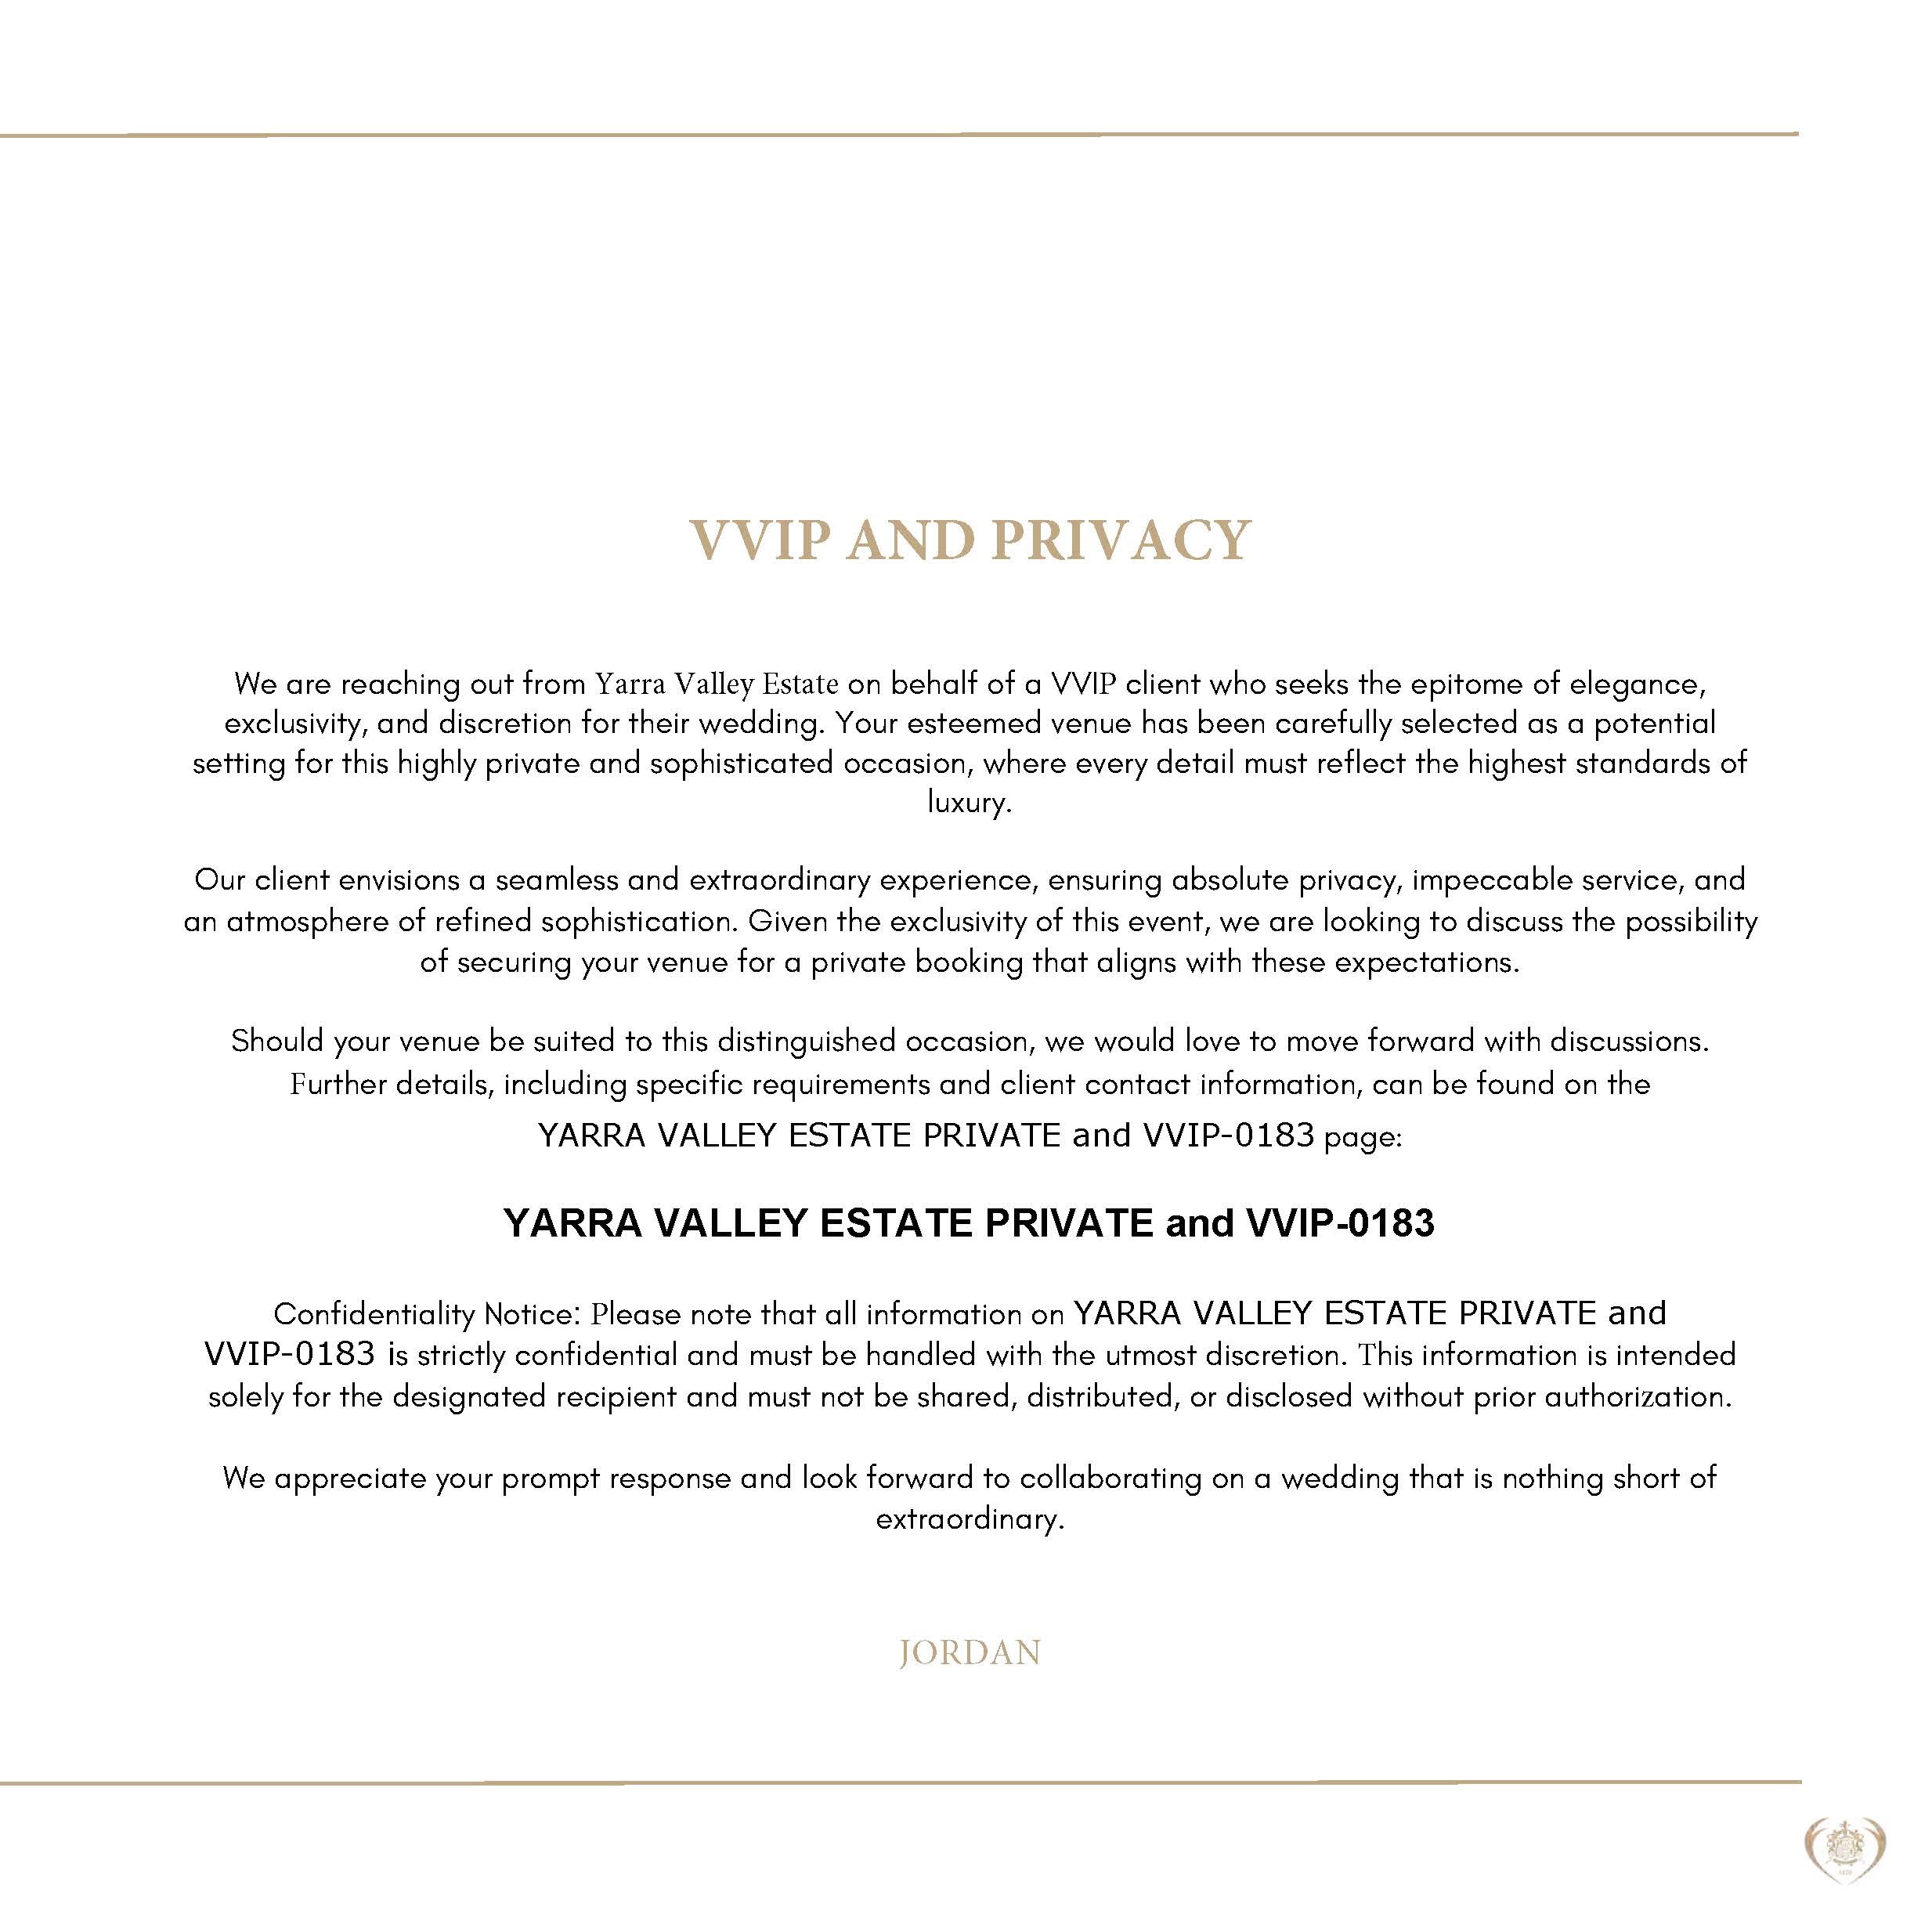 VVIP AND PRIVACY
We are reaching out from Yarra Valley Estate on behalf of a VVIP client who seeks the epitome of elegance,
exclusivity, and discretion for their wedding. Your esteemed venue has been carefully selected as a potential
setting for this highly private and sophisticated occasion, where every detail must reflect the highest standards of
luxury.
Our client envisions a seamless and extraordinary experience, ensuring absolute privacy, impeccable service, and
an atmosphere of refined sophistication. Given the exclusivity of this event, we are looking to discuss the possibility
of securing your venue for a private booking that aligns with these expectations.
Should your venue be suited to this distinguished occasion, we would love to move forward with discussions.
Further details, including specific requirements and client contact information, can be found on the
YARRA VALLEY ESTATE PRIVATE and VVIP-0183 page:
YARRA VALLEY ESTATE PRIVATE and VVIP-0183
Confidentiality Notice: Please note that all information on YARRA VALLEY ESTATE PRIVATE and
VVIP-0183 is strictly confidential and must be handled with the utmost discretion. This information is intended
solely for the designated recipient and must not be shared, distributed, or disclosed without prior authorization.
We appreciate your prompt response and look forward to collaborating on a wedding that is nothing short of
extraordinary.
JORDAN